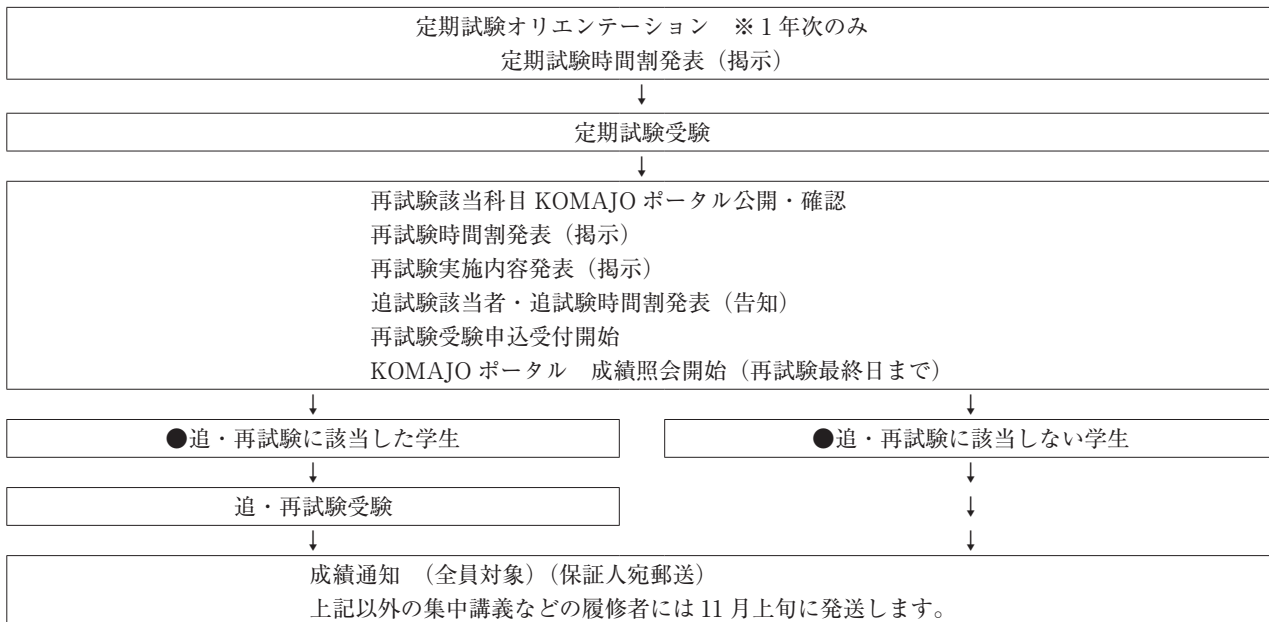 定期試験オリエンテーション　※１年次のみ
定期試験時間割発表（掲示）
↓
定期試験受験
↓
再試験該当科目 KOMAJO ポータル公開・確認
再試験時間割発表（掲示）
再試験実施内容発表（掲示）
追試験該当者・追試験時間割発表（告知）
再試験受験申込受付開始
KOMAJO ポータル　成績照会開始（再試験最終日まで）
↓　↓
●追・再試験に該当した学生　●追・再試験に該当しない学生
↓　↓
追・再試験受験　↓
↓　↓
成績通知　（全員対象）（保証人宛郵送）
上記以外の集中講義などの履修者には 11 月上旬に発送します。